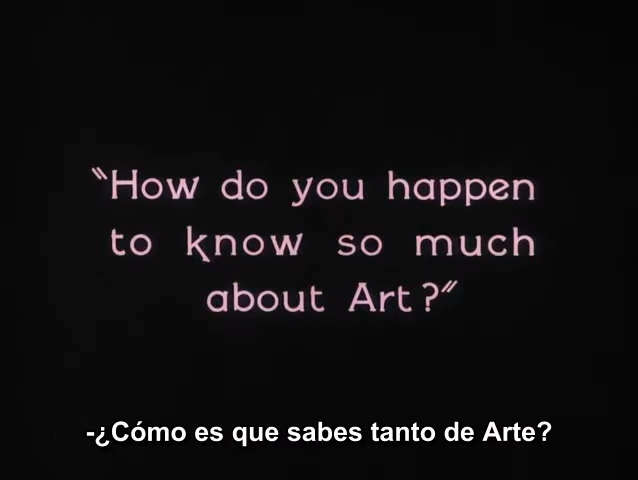 "How do you happen
to know so much
about Art?"
-¿Cómo es que sabes tanto de Arte?